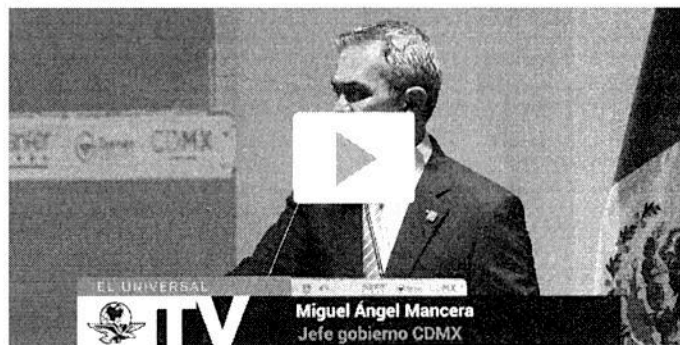 CDMX
EL UNIVERSAL
TV
Miguel Ángel Mancera
Jefe gobierno CDMX